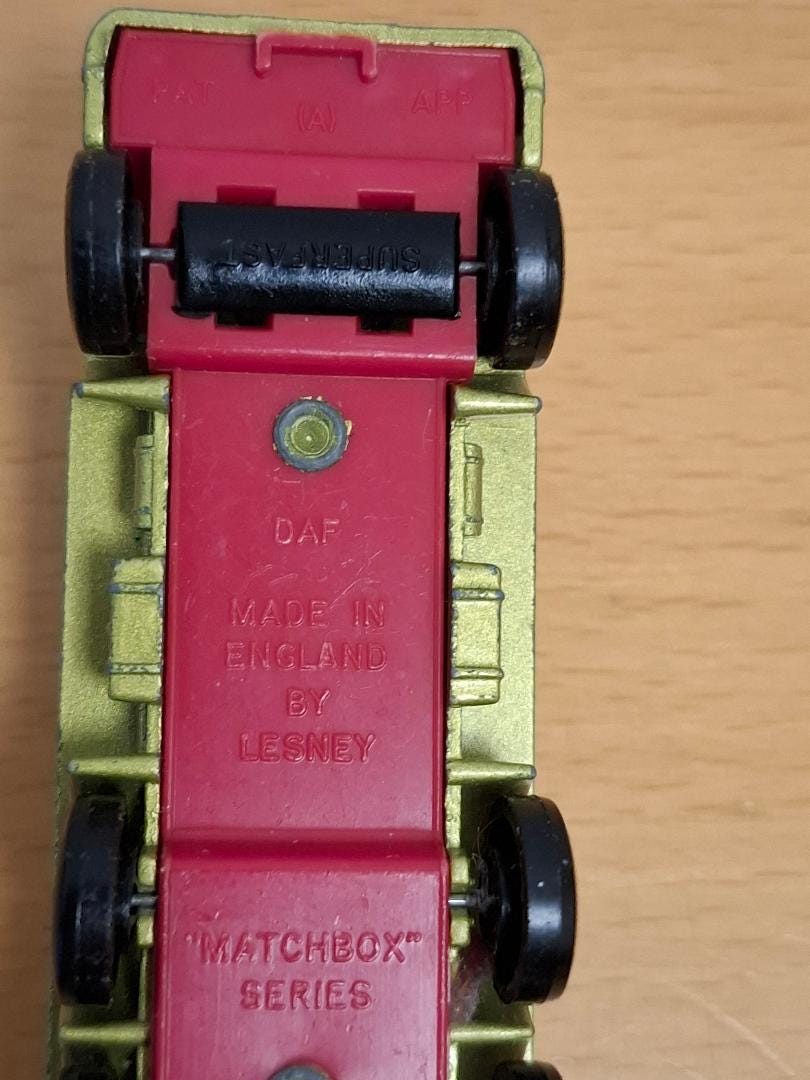 PAT APP
(A)
SUPERFAST
DAF
MADE IN
ENGLAND
BY
LESNEY
"MATCHBOX"
SERIES